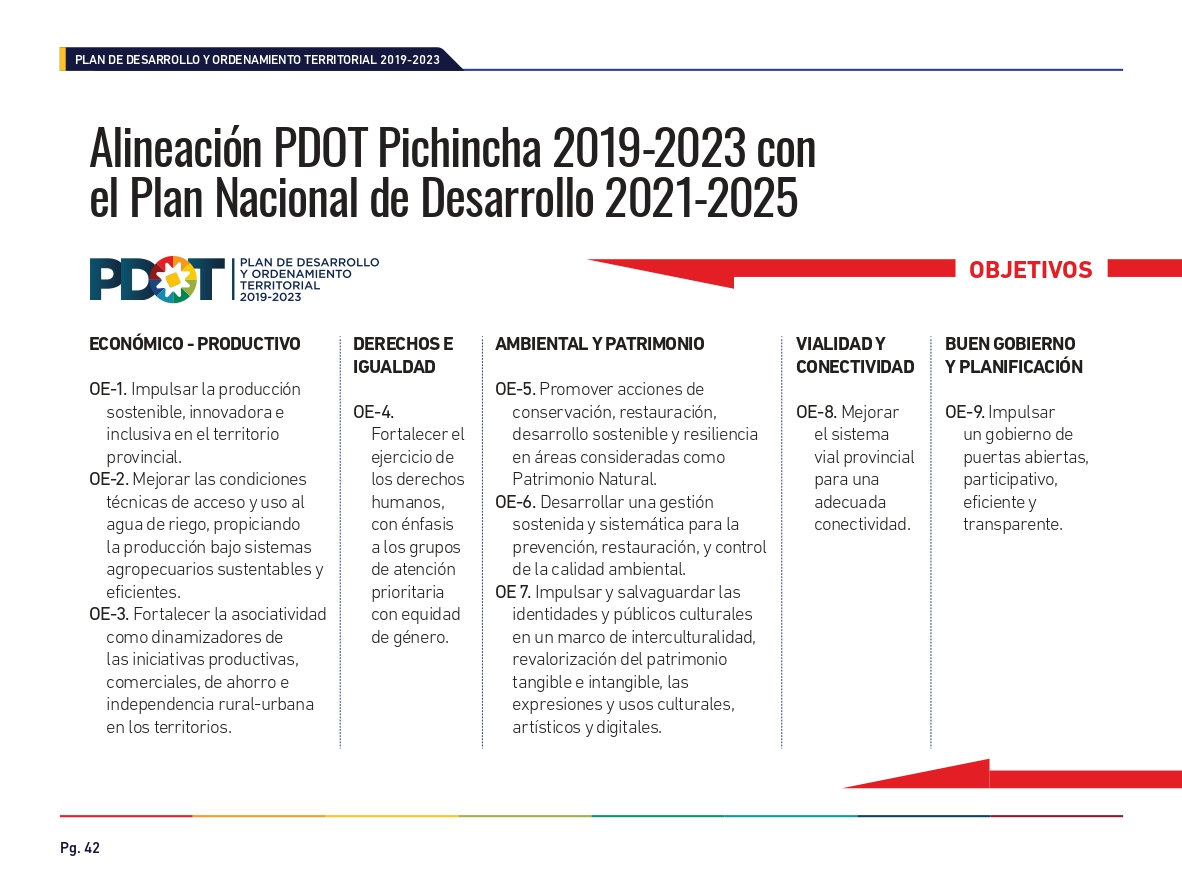 PLAN DE DESARROLLO Y ORDENAMIENTO TERRITORIAL 2019-2023
Alineación PDOT Pichincha 2019-2023 con
el Plan Nacional de Desarrollo 2021-2025
PDOT
PLAN DE DESARROLLO
Y ORDENAMIENTO
TERRITORIAL
2019-2023
OBJETIVOS
ECONÓMICO - PRODUCTIVO
OE-1. Impulsar la producción
sostenible, innovadora e
inclusiva en el territorio
provincial.
OE-2. Mejorar las condiciones
técnicas de acceso y uso al
agua de riego, propiciando
la producción bajo sistemas
agropecuarios sustentables y
eficientes.
OE-3. Fortalecer la asociatividad
como dinamizadores de
las iniciativas productivas,
comerciales, de ahorro e
independencia rural-urbana
en los territorios.
DERECHOS E
IGUALDAD
OE-4.
Fortalecer el
ejercicio de
los derechos
humanos,
con énfasis
a los grupos
de atención
prioritaria
con equidad
de género.
AMBIENTAL Y PATRIMONIO
OE-5. Promover acciones de
conservación, restauración,
desarrollo sostenible y resiliencia
en áreas consideradas como
Patrimonio Natural.
OE-6. Desarrollar una gestión
sostenida y sistemática para la
prevención, restauración, y control
de la calidad ambiental.
OE 7. Impulsar y salvaguardar las
identidades y públicos culturales
en un marco de interculturalidad,
revalorización del patrimonio
tangible e intangible, las
expresiones y usos culturales,
artísticos y digitales.
VIALIDAD Y
CONECTIVIDAD
OE-8. Mejorar
el sistema
vial provincial
para una
adecuada
conectividad.
BUEN GOBIERNO
Y PLANIFICACIÓN
OE-9. Impulsar
un gobierno de
puertas abiertas,
participativo,
eficiente y
transparente.
Pg. 42